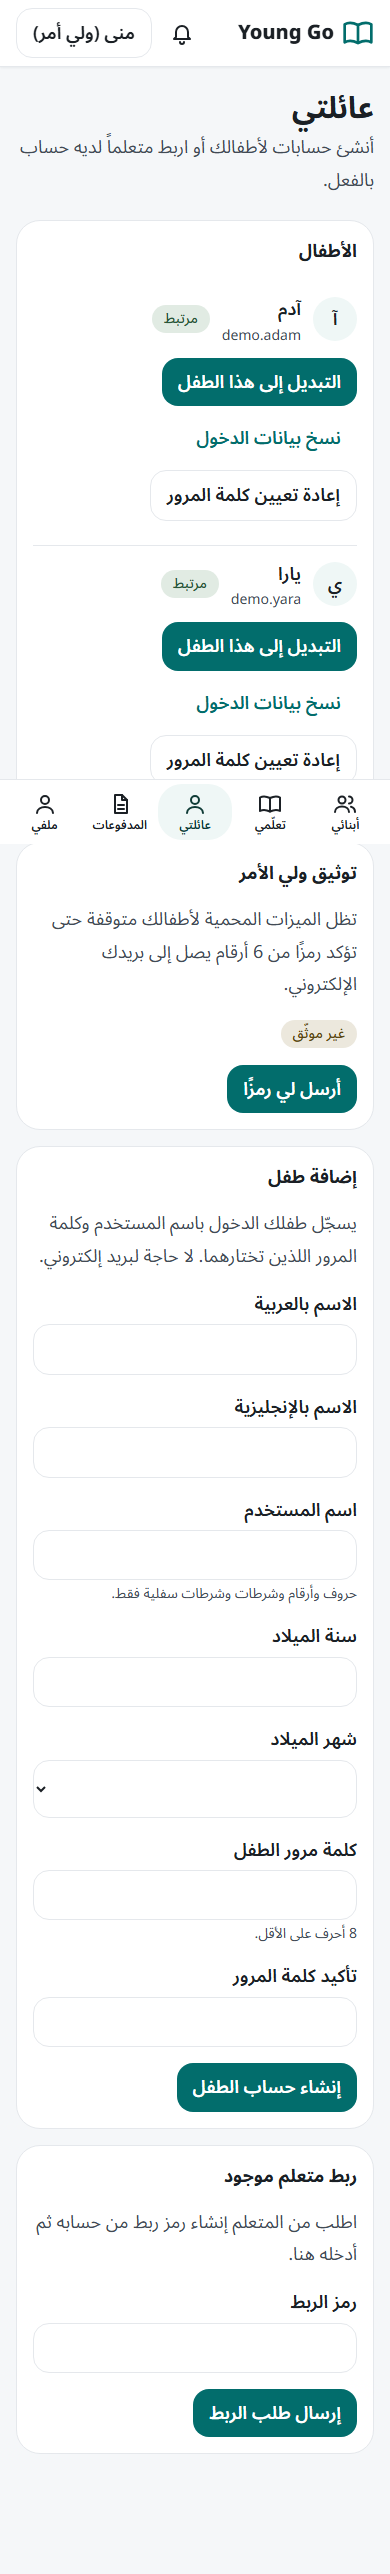 Young Go
منى (ولي أمر)
عائلتي
أنشئ حسابات لأطفالك أو اربط متعلماً لديه حساب
بالفعل.
الأطفال
آ
آدم
demo.adam
مرتبط
التبديل إلى هذا الطفل
نسخ بيانات الدخول
إعادة تعيين كلمة المرور
ي
يارا
demo.yara
مرتبط
التبديل إلى هذا الطفل
نسخ بيانات الدخول
إعادة تعيين كلمة المرور
أبنائي
تعلّمي
عائلتي
المدفوعات
ملفي
توثيق ولي الأمر
تظل الميزات المحمية لأطفالك متوقفة حتى
تؤكد رمزًا من 6 أرقام يصل إلى بريدك
الإلكتروني.
غير موثّق
أرسل لي رمزًا
إضافة طفل
يسجّل طفلك الدخول باسم المستخدم وكلمة
المرور اللذين تختارهما. لا حاجة لبريد إلكتروني.
الاسم بالعربية
الاسم بالإنجليزية
اسم المستخدم
حروف وأرقام وشرطات وشرطات سفلية فقط.
سنة الميلاد
شهر الميلاد
كلمة مرور الطفل
8 أحرف على الأقل.
تأكيد كلمة المرور
إنشاء حساب الطفل
ربط متعلم موجود
اطلب من المتعلم إنشاء رمز ربط من حسابه ثم
أدخله هنا.
رمز الربط
إرسال طلب الربط